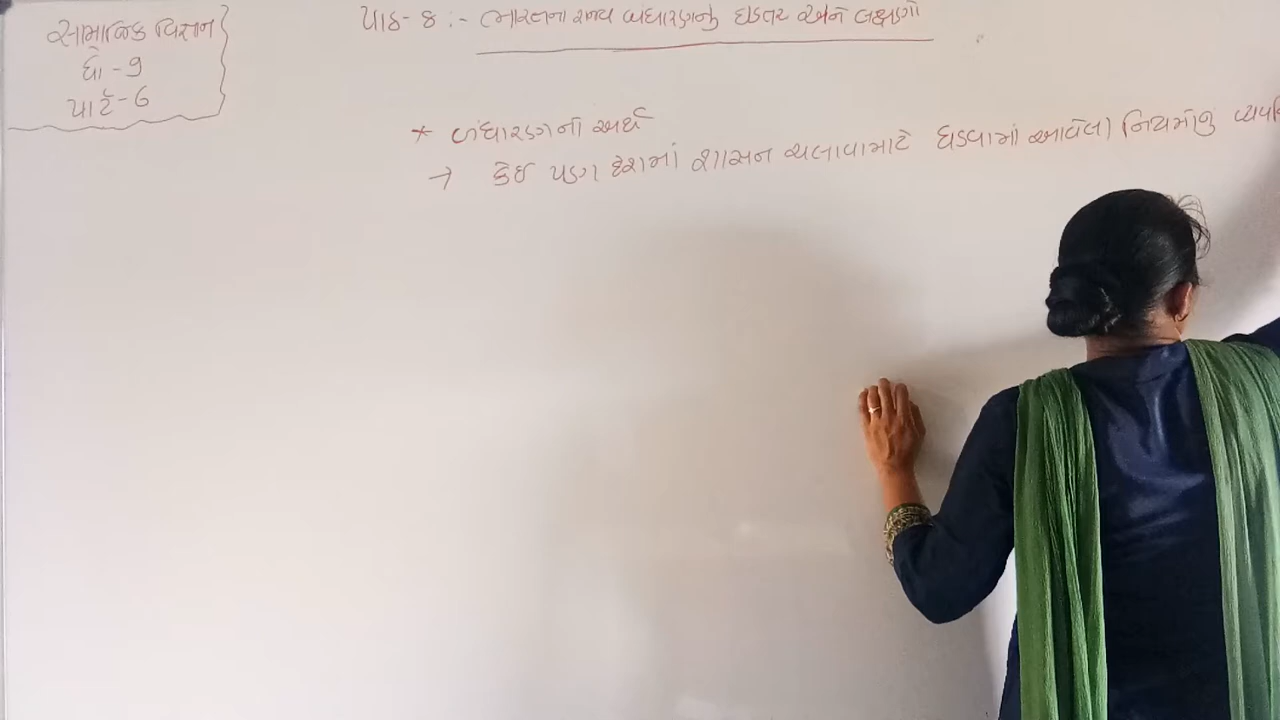 સામાજિક વિજ્ઞાન
ધો - 9
પાર્ટ - 6
પાઠ - 8 :- ભારતના રાજ્ય બંધારણનું ઘડતર અને લક્ષણો
* બંધારણનો અર્થ
→ કોઈ પણ દેશમાં શાસન ચલાવવા માટે ઘડવામાં આવેલા નિયમોનું